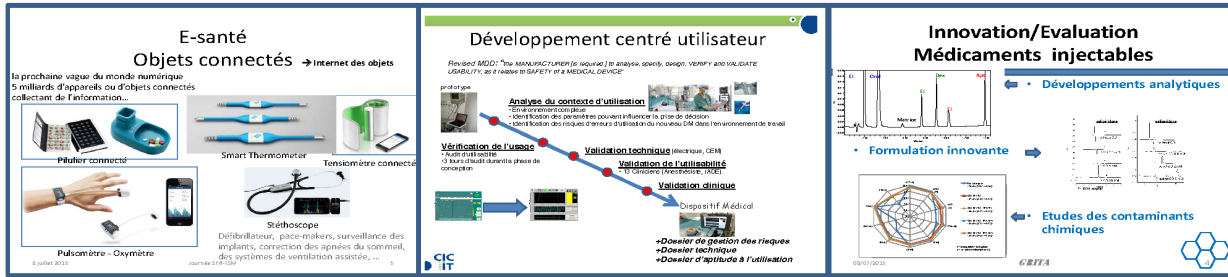 E-santé
Objets connectés → Internet des objets
la prochaine vague du monde numérique
5 milliards d'appareils ou d'objets connectés
collectant de l'information...
Pilulier connecté
Smart Thermometer
Tensiomètre connecté
Stéthoscope
Pulsomètre - Oxymètre
Défibrillateur, pace-makers, surveillance des
implants, correction des apnées du sommeil,
des systèmes de ventilation assistée, ...
8 juillet 2015
5
Développement centré utilisateur
Revised MDD: "the MANUFACTURER [is required ] to analyse, specify, design, VERIFY and VALIDATE
USABILITY, as it relates to SAFETY of a MEDICAL DEVICE"
prototype
Analyse du contexte d'utilisation
- Environnement complexe
- Identification des paramètres pouvant influencer la prise de décision
- Identification des risques d'erreurs d'utilisation du nouveau DM dans l'environnement de travail
Vérification de l'usage
- Audit d'utilisabilité
-3 tours d'audit durant la phase de
conception
Validation technique (électrique, CEM)
Validation de l'utilisabilité
- 13 Cliniciens (Anesthésiste, IADE).
Validation clinique
Dispositif Médical
+Dossier de gestion des risques
+Dossier technique
+Dossier d'aptitude à l'utilisation
CIC
IT
Innovation/Evaluation
Médicaments injectables
• Développements analytiques
Matrice
• Formulation innovante
• Etudes des contaminants
chimiques
08/07/2015
GRITA
4